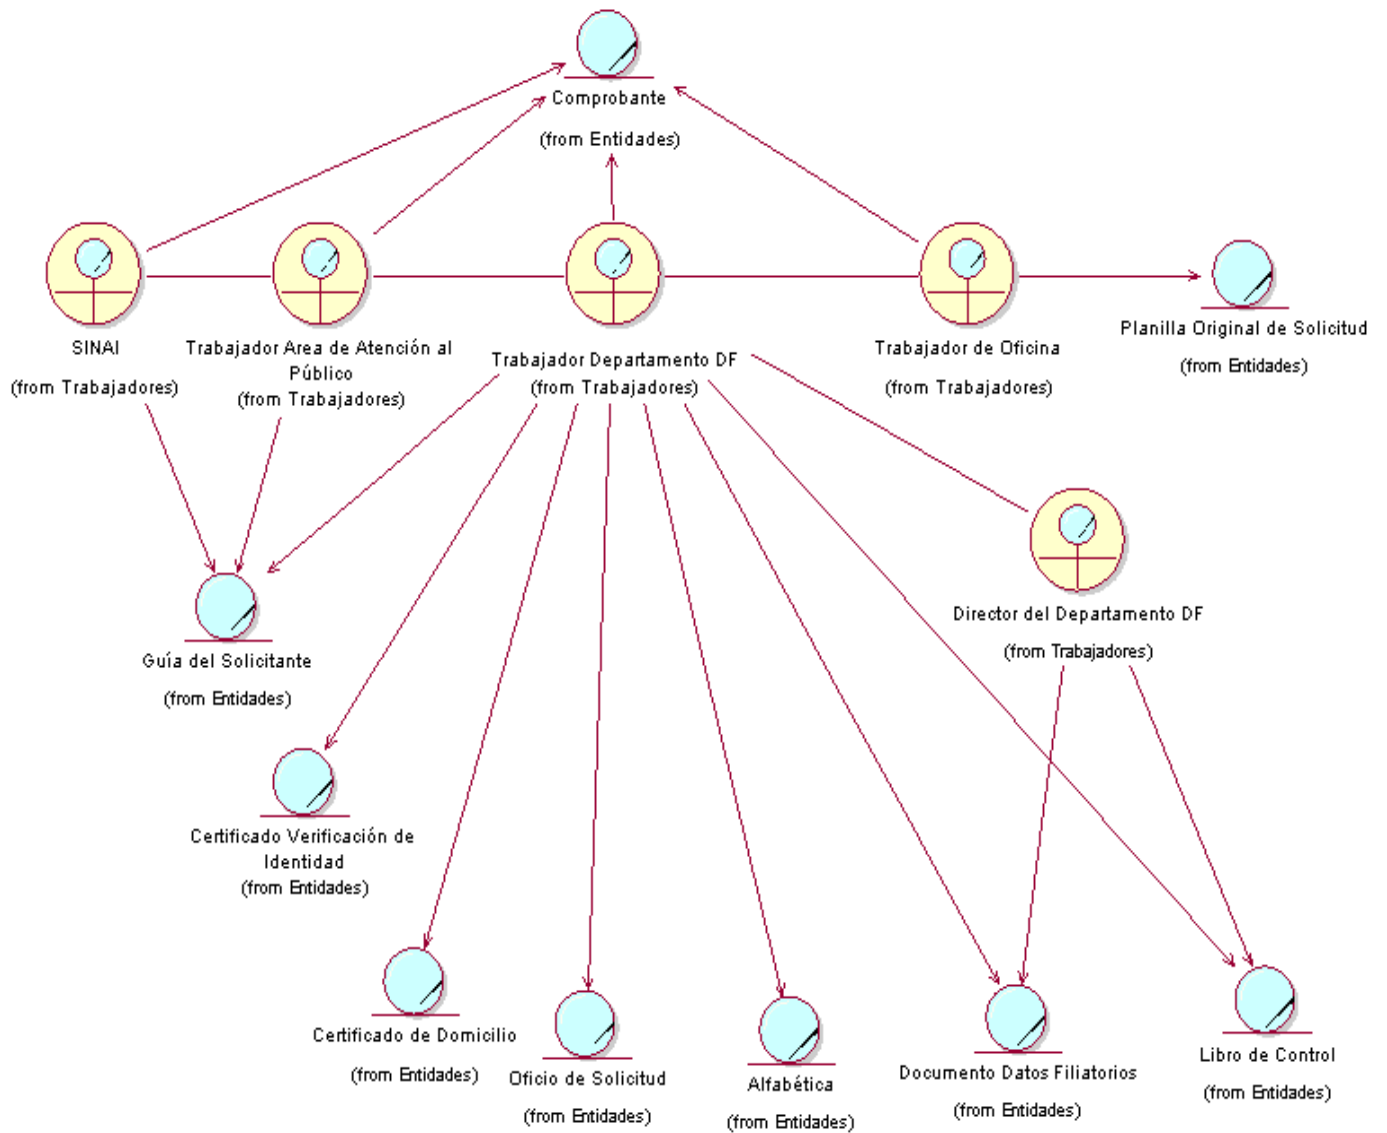 Comprobante
(from Entidades)
SINAI
(from Trabajadores)
Trabajador Area de Atención al
Público
(from Trabajadores)
Trabajador Departamento DF
(from Trabajadores)
Trabajador de Oficina
(from Trabajadores)
Planilla Original de Solicitud
(from Entidades)
Director del Departamento DF
(from Trabajadores)
Guía del Solicitante
(from Entidades)
Certificado Verificación de
Identidad
(from Entidades)
Certificado de Domicilio
(from Entidades)
Oficio de Solicitud
(from Entidades)
Alfabética
(from Entidades)
Documento Datos Filiatorios
(from Entidades)
Libro de Control
(from Entidades)